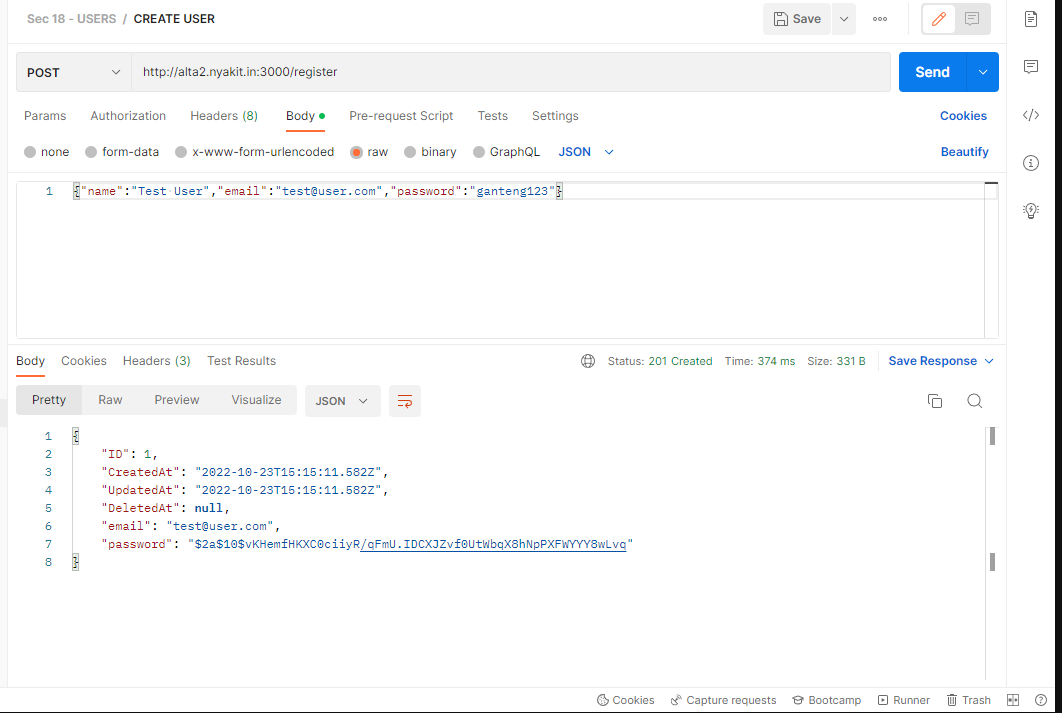 Sec 18 - USERS / CREATE USER
Save
POST http://alta2.nyakit.in:3000/register Send
Params Authorization Headers (8) Body Pre-request Script Tests Settings Cookies
none form-data x-www-form-urlencoded raw binary GraphQL JSON Beautify
1 {"name":"Test User","email":"test@user.com","password":"ganteng123"}
Body Cookies Headers (3) Test Results Status: 201 Created Time: 374 ms Size: 331 B Save Response
Pretty Raw Preview Visualize JSON
1 {
2 "ID": 1,
3 "CreatedAt": "2022-10-23T15:15:11.582Z",
4 "UpdatedAt": "2022-10-23T15:15:11.582Z",
5 "DeletedAt": null,
6 "email": "test@user.com",
7 "password": "$2a$10$vKHemfHKXC0ciiyR/qFmU.IDCXJZvf0UtWbqX8hNpPXFWYYY8wLvq"
8 }
Cookies Capture requests Bootcamp Runner Trash